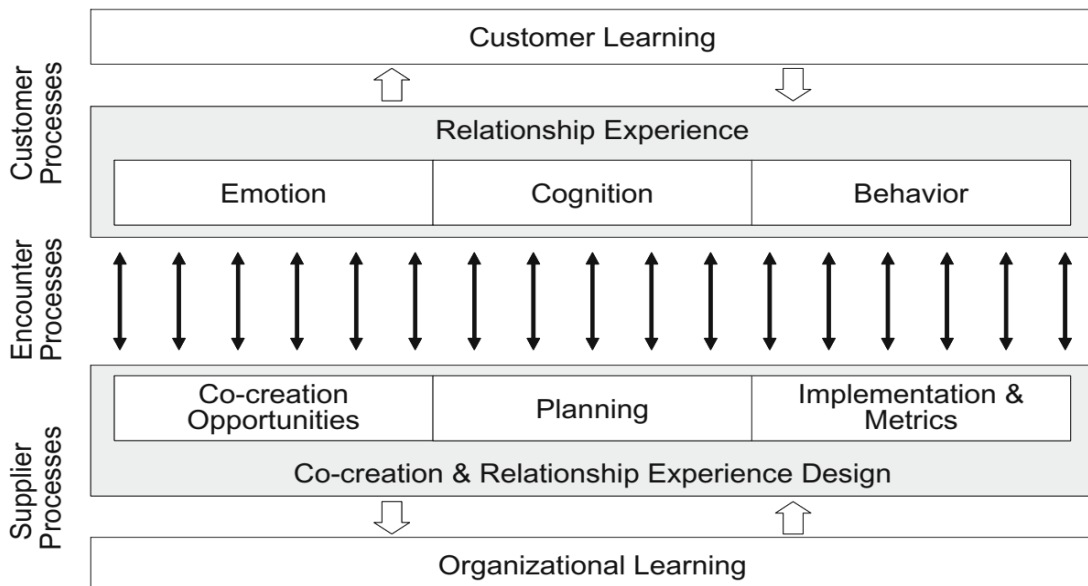 Customer Learning
Customer
Processes
Relationship Experience
Emotion
Cognition
Behavior
Encounter
Processes
Co-creation
Opportunities
Planning
Implementation &
Metrics
Supplier
Processes
Co-creation & Relationship Experience Design
Organizational Learning